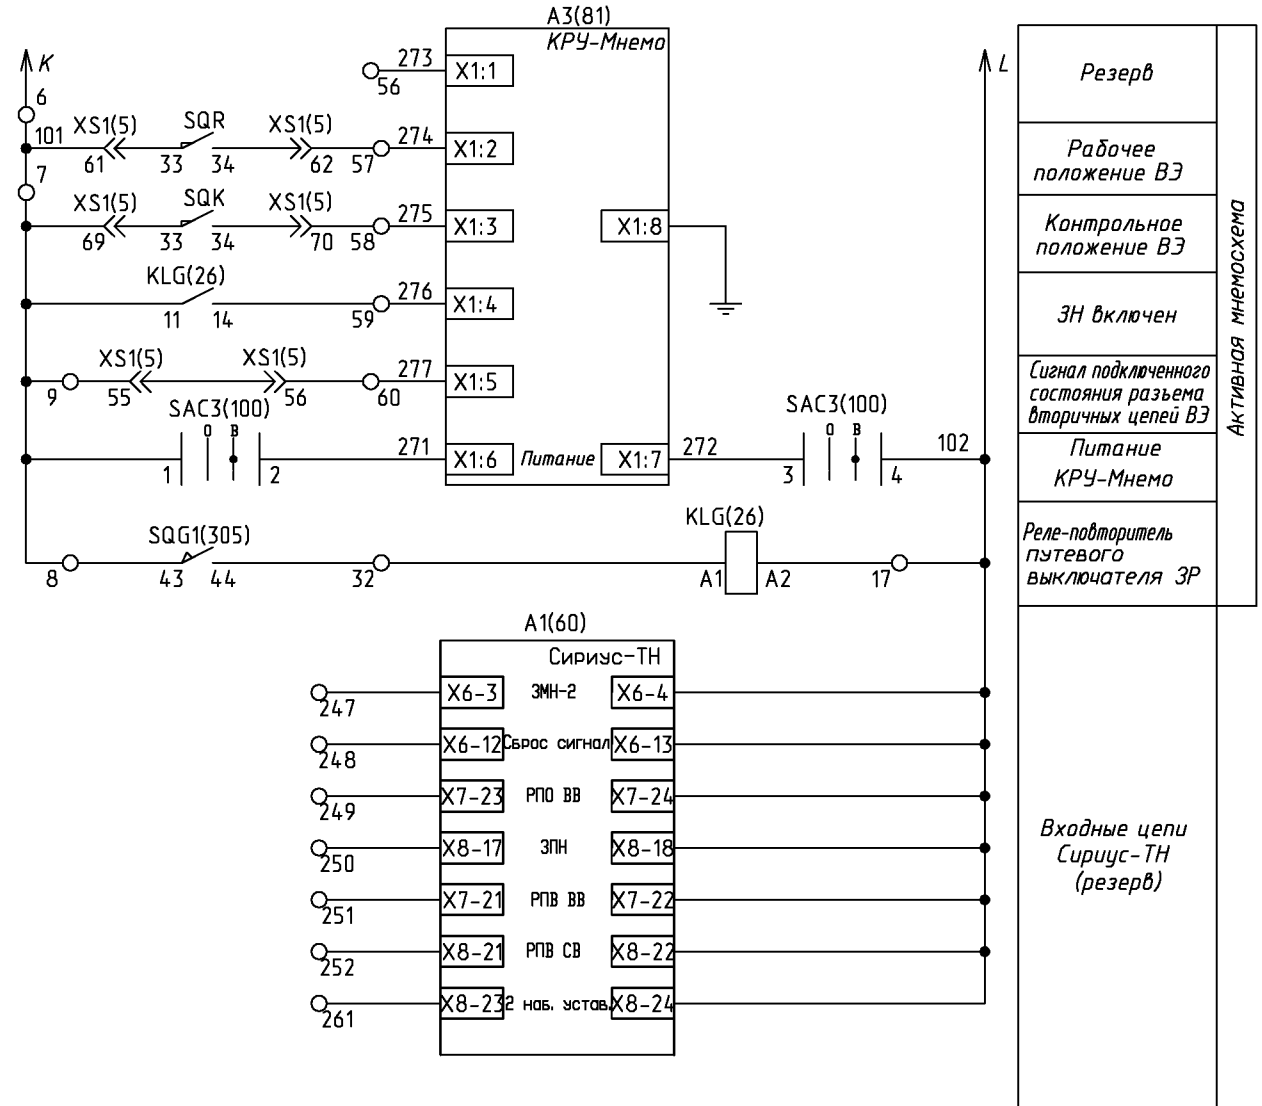 A3(81)
КРУ-Мнемо
K
L
6
273
56
X1:1
Резерв
101
XS1(5)
SQR
XS1(5)
274
61
33
34
62
57
X1:2
Рабочее
положение ВЭ
7
XS1(5)
SQK
XS1(5)
275
69
33
34
70
58
X1:3
X1:8
Контрольное
положение ВЭ
KLG(26)
276
11
14
59
X1:4
ЗН включен
XS1(5)
XS1(5)
277
9
55
56
60
X1:5
Сигнал подключенного
состояния разъема
вторичных цепей ВЭ
SAC3(100)
0 В
1
2
271
X1:6
Питание
X1:7
272
SAC3(100)
0 В
3
4
102
Питание
КРУ-Мнемо
SQG1(305)
8
43
44
32
KLG(26)
A1
A2
17
Реле-повторитель
путевого
выключателя ЗР
Активная мнемосхема
A1(60)
Сириус-ТН
247
X6-3
ЗМН-2
X6-4
248
X6-12
Сброс сигнал
X6-13
249
X7-23
РПО ВВ
X7-24
250
X8-17
ЗПН
X8-18
251
X7-21
РПВ ВВ
X7-22
252
X8-21
РПВ СВ
X8-22
261
X8-23
2 наб. устав.
X8-24
Входные цепи
Сириус-ТН
(резерв)